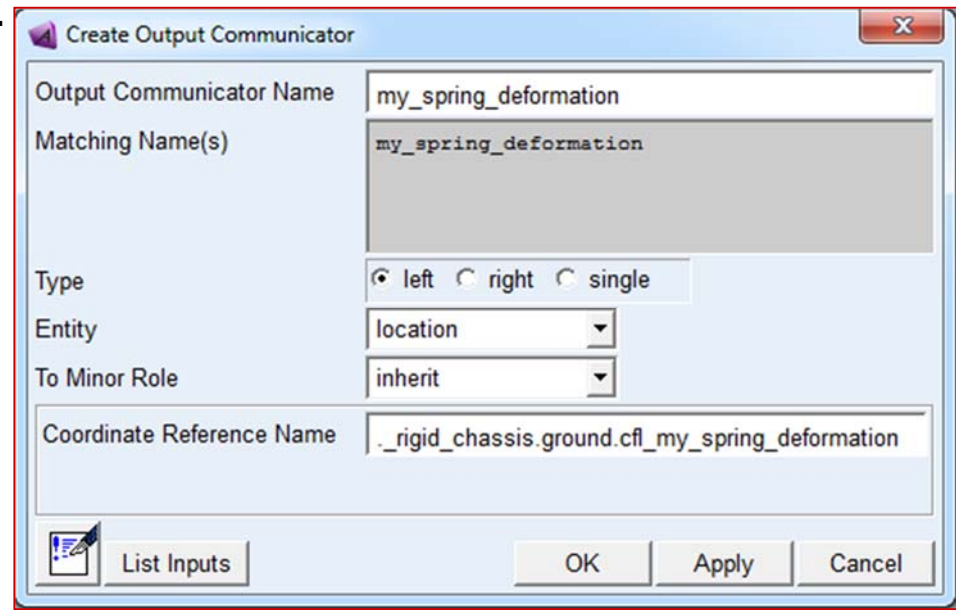 Create Output Communicator
Output Communicator Name my_spring_deformation
Matching Name(s) my_spring_deformation
Type left right single
Entity location
To Minor Role inherit
Coordinate Reference Name ._rigid_chassis.ground.cfl_my_spring_deformation
List Inputs OK Apply Cancel